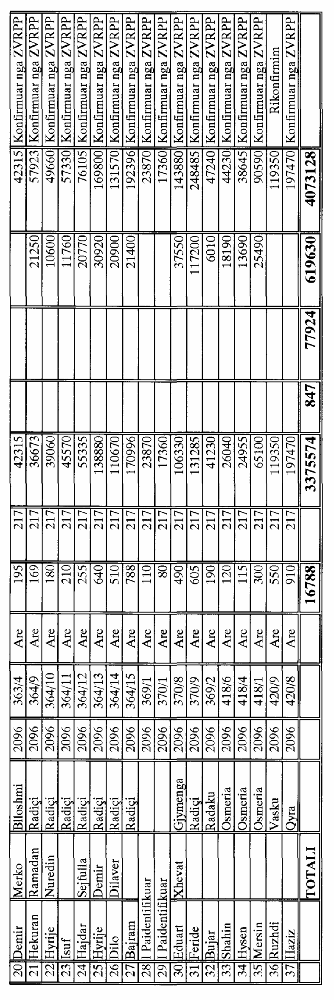 20 Demir Merko Biloshmi 2096 363/4 Are 195 217 42315 42315 Konfirmuar nga ZVRPP
21 Hekuran Ramadan Radiçi 2096 364/9 Are 169 217 36673 21250 57923 Konfirmuar nga ZVRPP
22 Hyrije Nuredin Radiçi 2096 364/10 Are 180 217 39060 10600 49660 Konfirmuar nga ZVRPP
23 Isuf Radiçi 2096 364/11 Are 210 217 45570 11760 57330 Konfirmuar nga ZVRPP
24 Hajdar Sejfulla Radiçi 2096 364/12 Are 255 217 55335 20770 76105 Konfirmuar nga ZVRPP
25 Hyrije Demir Radiçi 2096 364/13 Are 640 217 138880 30920 169800 Konfirmuar nga ZVRPP
26 Dilo Dilaver Radiçi 2096 364/14 Are 510 217 110670 20900 131570 Konfirmuar nga ZVRPP
27 Bajram Radiçi 2096 364/15 Are 788 217 170996 21400 192396 Konfirmuar nga ZVRPP
28 I Paidentifikuar 2096 369/1 Are 110 217 23870 23870 Konfirmuar nga ZVRPP
29 I Paidentifikuar 2096 370/1 Are 80 217 17360 17360 Konfirmuar nga ZVRPP
30 Eduart Xhevat Gjymenga 2096 370/8 Are 490 217 106330 37550 143880 Konfirmuar nga ZVRPP
31 Feride Radiçi 2096 370/9 Are 605 217 131285 117200 248485 Konfirmuar nga ZVRPP
32 Bujar Radaku 2096 369/2 Are 190 217 41230 6010 47240 Konfirmuar nga ZVRPP
33 Shahin Osmeria 2096 418/6 Are 120 217 26040 18190 44230 Konfirmuar nga ZVRPP
34 Hysen Osmeria 2096 418/4 Are 115 217 24955 13690 38645 Konfirmuar nga ZVRPP
35 Mersin Osmeria 2096 418/1 Are 300 217 65100 25490 90590 Konfirmuar nga ZVRPP
36 Ruzhdi Vasku 2096 420/9 Are 550 217 119350 119350 Rikonfirmim
37 Haziz Qyra 2096 420/8 Are 910 217 197470 197470 Konfirmuar nga ZVRPP
TOTALI 16788 3375574 847 77924 619630 4073128